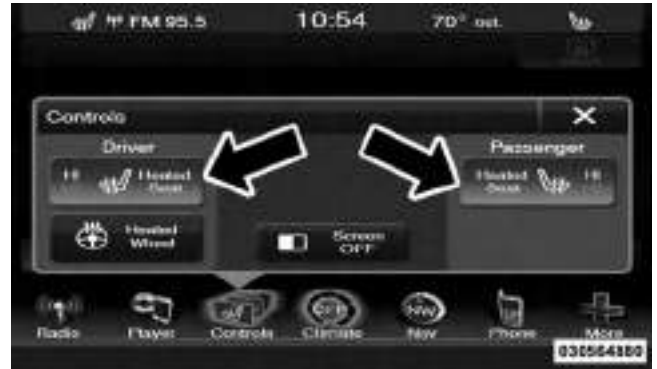 FM 95.5 10:54 70° out.
Controls X
Driver Passenger
HI Heated Seat Heated Seat HI
Heated Wheel Screen OFF
Radio Player Controls Climate Nav Phone More
030564880